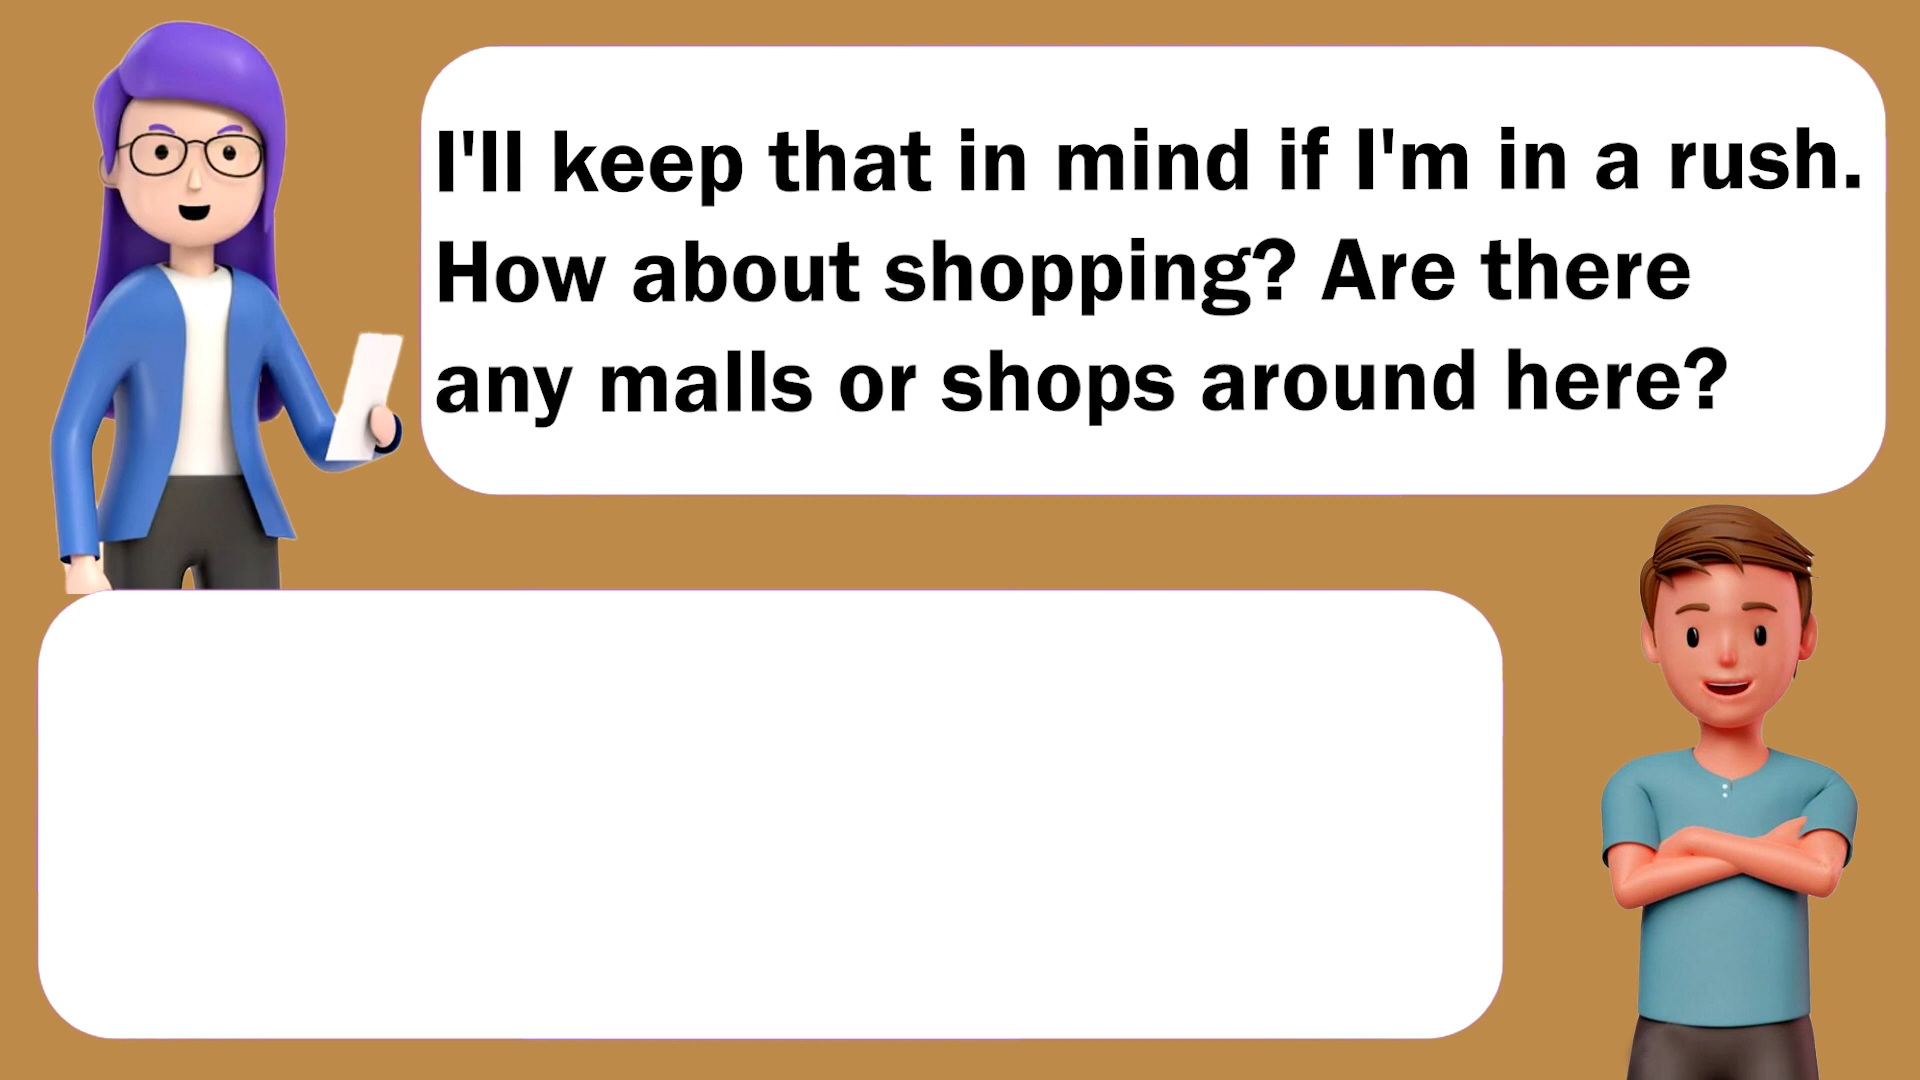 I'll keep that in mind if I'm in a rush.
How about shopping? Are there
any malls or shops around here?